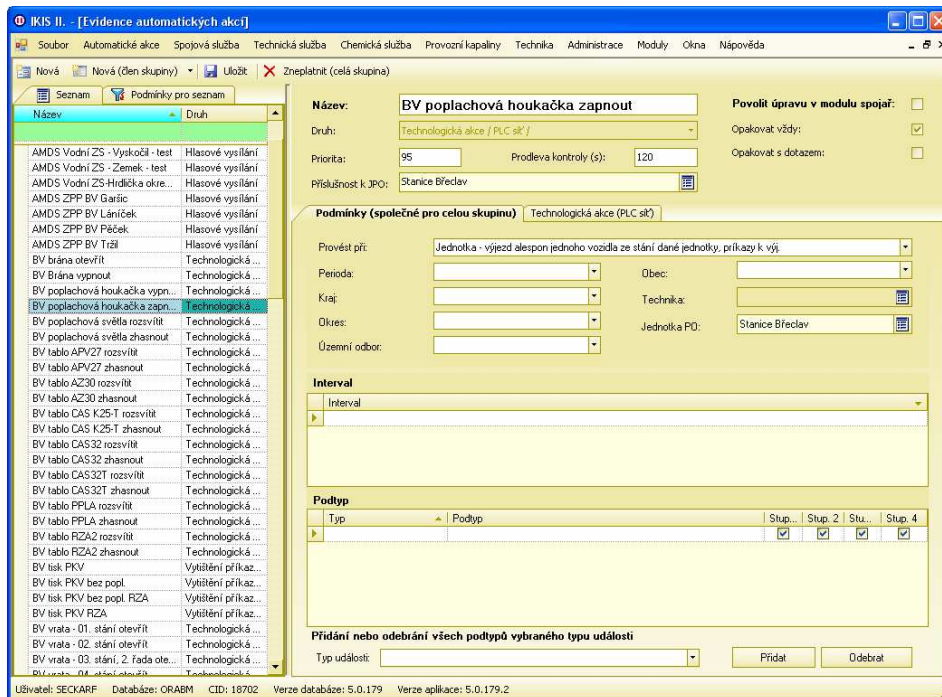 IKIS II. - [Evidence automatických akcí]
Soubor Automatické akce Spojová služba Technická služba Chemická služba Provozní kapaliny Technika Administrace Moduly Okna Nápověda
Nová Nová (člen skupiny) Uložit Zneplatnit (celá skupina)
Seznam Podmínky pro seznam
Název Druh
AMDS Vodní ZS - Vyskočil - test Hlasové vysílání
AMDS Vodní ZS - Zemek - test Hlasové vysílání
AMDS Vodní ZS-Hrdlička okre... Hlasové vysílání
AMDS ZPP BV Garšic Hlasové vysílání
AMDS ZPP BV Láníček Hlasové vysílání
AMDS ZPP BV Pěček Hlasové vysílání
AMDS ZPP BV Tržil Hlasové vysílání
BV brána otevřít Technologická ...
BV Brána vypnout Technologická ...
BV poplachová houkačka vypn... Technologická ...
BV poplachová houkačka zapn... Technologická ...
BV poplachová světla rozsvítit Technologická ...
BV poplachová světla zhasnout Technologická ...
BV tablo APV27 rozsvítit Technologická ...
BV tablo APV27 zhasnout Technologická ...
BV tablo AZ30 rozsvítit Technologická ...
BV tablo AZ30 zhasnout Technologická ...
BV tablo CAS K25-T rozsvítit Technologická ...
BV tablo CAS K25-T zhasnout Technologická ...
BV tablo CAS32 rozsvítit Technologická ...
BV tablo CAS32 zhasnout Technologická ...
BV tablo CAS32T rozsvítit Technologická ...
BV tablo CAS32T zhasnout Technologická ...
BV tablo PPLA rozsvítit Technologická ...
BV tablo PPLA zhasnout Technologická ...
BV tablo RZA2 rozsvítit Technologická ...
BV tablo RZA2 zhasnout Technologická ...
BV tisk PKV Vytištění příkaz...
BV tisk PKV bez popl. Vytištění příkaz...
BV tisk PKV bez popl. RZA Vytištění příkaz...
BV tisk PKV RZA Vytištění příkaz...
BV vrata - 01. stání otevřít Technologická ...
BV vrata - 02. stání otevřít Technologická ...
BV vrata - 03. stání, 2. řada ote... Technologická ...
BV vrata - 04. stání otevřít Technologická ...
Název: BV poplachová houkačka zapnout Povolit úpravu v modulu spojař:
Druh: Technologická akce / PLC síť / Opakovat vždy:
Priorita: 95 Prodleva kontroly (s): 120 Opakovat s dotazem:
Příslušnost k JPO: Stanice Břeclav
Podmínky (společné pro celou skupinu) Technologická akce (PLC síť)
Provést při: Jednotka - výjezd alespon jednoho vozidla ze stání dané jednotky, príkazy k výj.
Perioda: Obec:
Kraj: Technika:
Okres: Jednotka PO: Stanice Břeclav
Územní odbor:
Interval
Interval
Podtyp
Typ Podtyp Stup... Stup. 2 Stu... Stup. 4
Přidání nebo odebrání všech podtypů vybraného typu události
Typ události: Přidat Odebrat
Uživatel: SECKARF Databáze: ORABM CID: 18702 Verze databáze: 5.0.179 Verze aplikace: 5.0.179.2